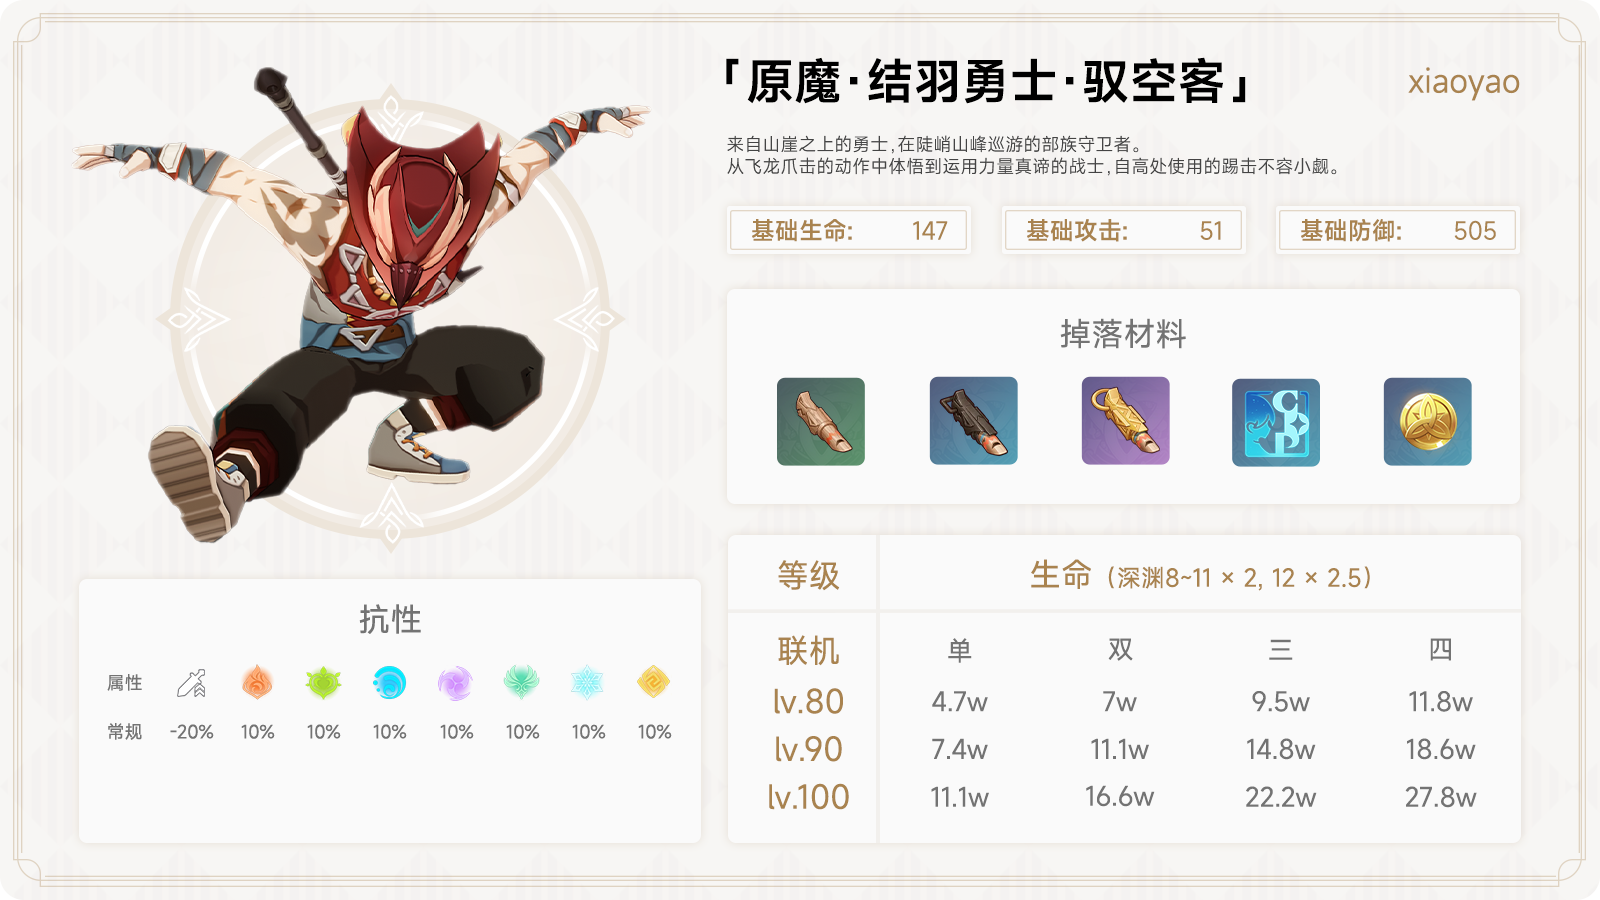 「原魔·结羽勇士·驭空客」
xiaoyao
来自山崖之上的勇士,在陡峭山峰巡游的部族守卫者。
从飞龙爪击的动作中体悟到运用力量真谛的战士,自高处使用的踢击不容小觑。
基础生命: 147
基础攻击: 51
基础防御: 505
掉落材料
CBP
抗性
属性
常规 -20% 10% 10% 10% 10% 10% 10% 10%
等级 生命 (深渊8~11 × 2, 12 × 2.5)
联机 单 双 三 四
lv.80 4.7w 7w 9.5w 11.8w
lv.90 7.4w 11.1w 14.8w 18.6w
lv.100 11.1w 16.6w 22.2w 27.8w